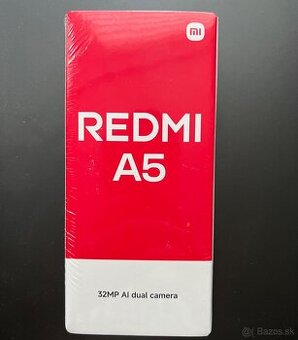 mi
REDMI
A5
32MP AI dual camera
@( Bazos.sk